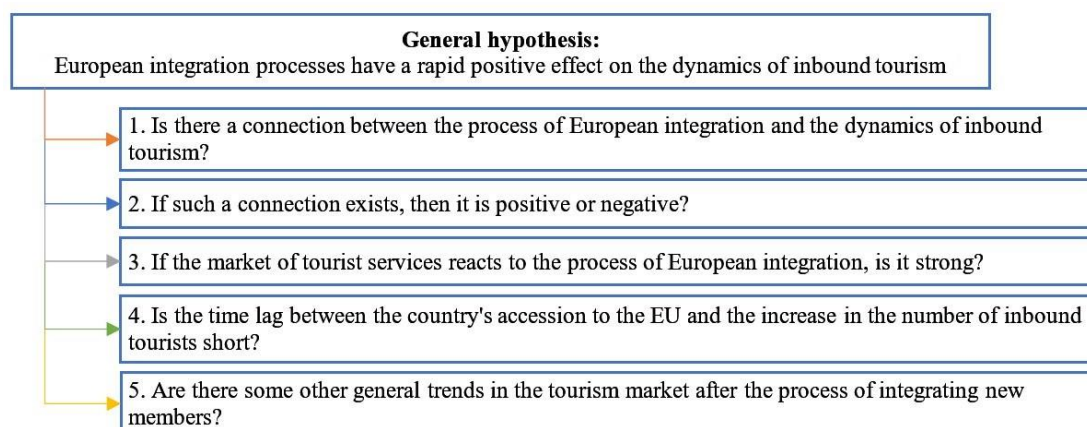 General hypothesis:
European integration processes have a rapid positive effect on the dynamics of inbound tourism
1. Is there a connection between the process of European integration and the dynamics of inbound
tourism?
2. If such a connection exists, then it is positive or negative?
3. If the market of tourist services reacts to the process of European integration, is it strong?
4. Is the time lag between the country's accession to the EU and the increase in the number of inbound
tourists short?
5. Are there some other general trends in the tourism market after the process of integrating new
members?